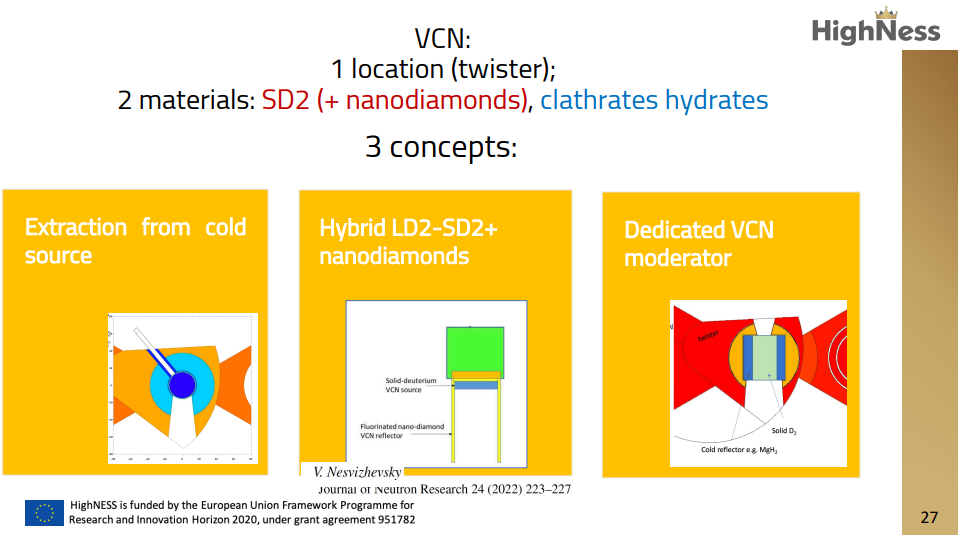 HighNess
VCN:
1 location (twister);
2 materials: SD2 (+ nanodiamonds), clathrates hydrates
3 concepts:
Extraction from cold
source
Hybrid LD2-SD2+
nanodiamonds
Solid-deuterium
VCN source
Fluorinated nano-diamond
VCN reflector
Dedicated VCN
moderator
Twister
Solid D₂
Cold reflector e.g. MgH₂
V. Nesvizhevsky
Journal of Neutron Research 24 (2022) 223–227
HighNESS is funded by the European Union Framework Programme for
Research and Innovation Horizon 2020, under grant agreement 951782
27